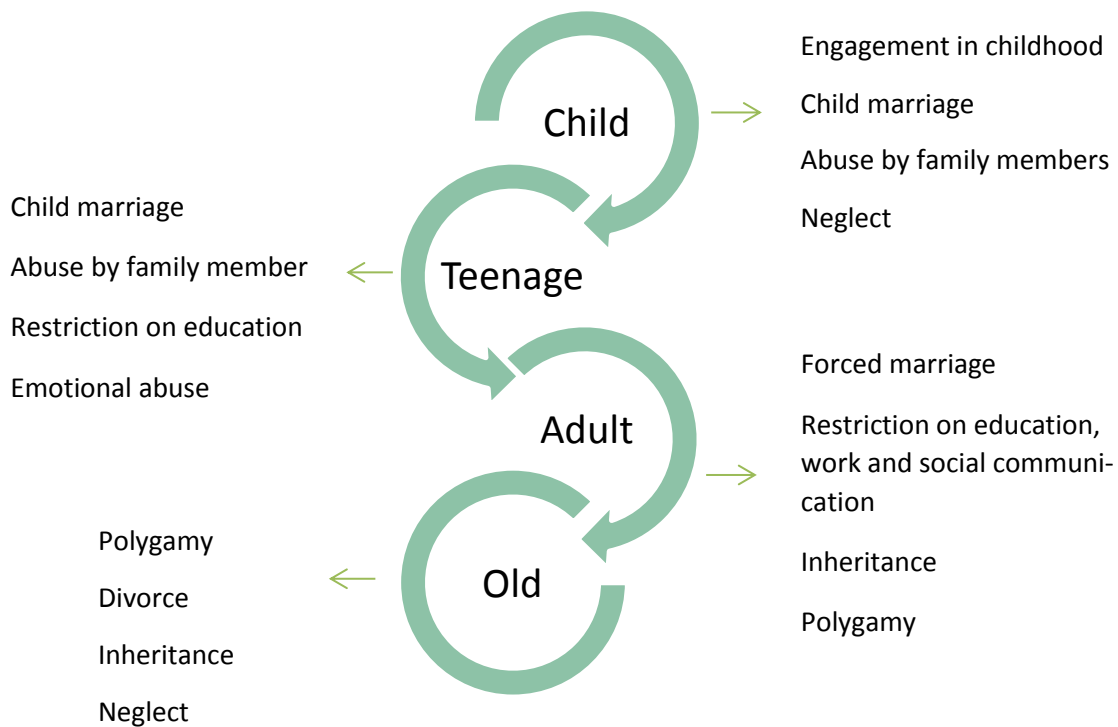 Child
Engagement in childhood
Child marriage
Abuse by family members
Neglect
Teenage
Child marriage
Abuse by family member
Restriction on education
Emotional abuse
Adult
Forced marriage
Restriction on education,
work and social communi-
cation
Inheritance
Polygamy
Old
Polygamy
Divorce
Inheritance
Neglect